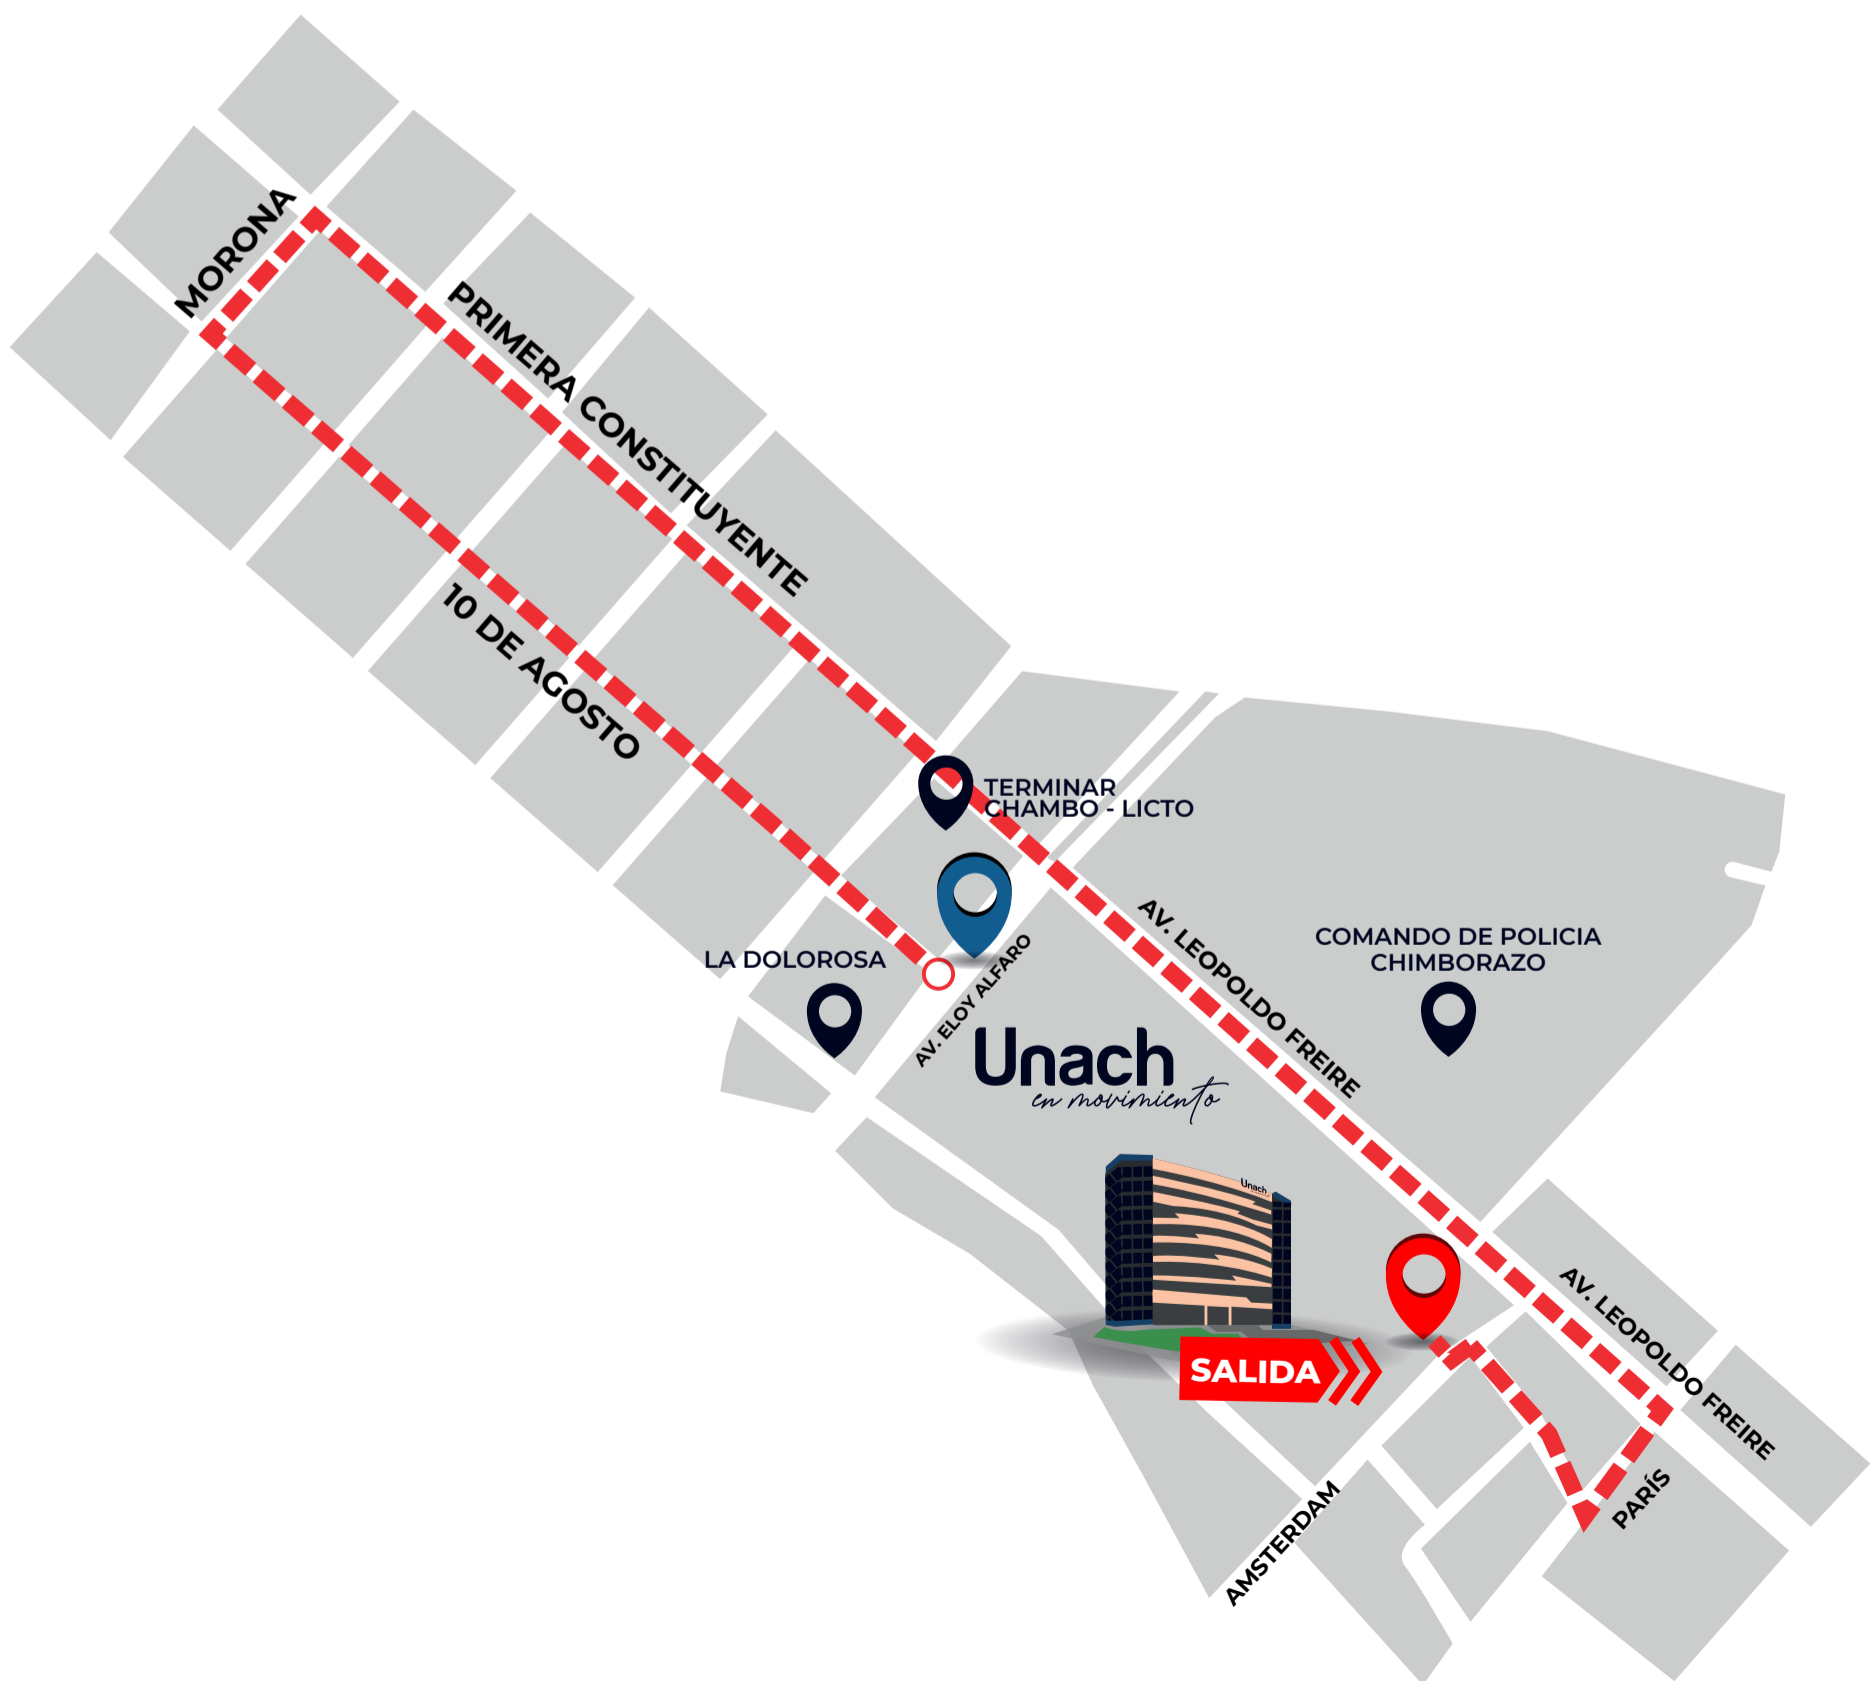 MORONA
PRIMERA CONSTITUYENTE
10 DE AGOSTO
TERMINAR
CHAMBO - LICTO
LA DOLOROSA
AV. ELOY ALFARO
AV. LEOPOLDO FREIRE
COMANDO DE POLICIA
CHIMBORAZO
Unach
en movimiento
Unach
SALIDA
AV. LEOPOLDO FREIRE
PARÍS
AMSTERDAM